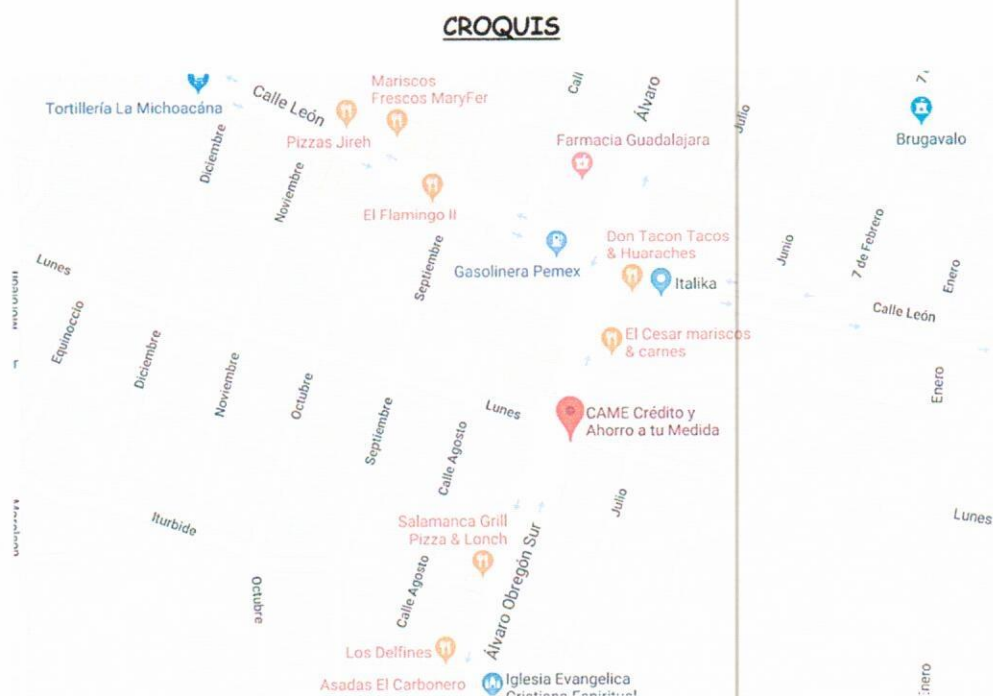 CROQUIS
Tortillería La Michoacána
Calle León
Mariscos
Frescos MaryFer
Pizzas Jireh
Diciembre
Noviembre
El Flamingo II
Álvaro
Julio
Farmacia Guadalajara
Brugavalo
Septiembre
Gasolinera Pemex
Don Tacon Tacos
& Huaraches
Italika
Junio
7 de Febrero
Enero
Calle León
Lunes
Equinoccio
Diciembre
Noviembre
Octubre
Septiembre
El Cesar mariscos
& carnes
Enero
Lunes
CAME Crédito y
Ahorro a tu Medida
Calle Agosto
Julio
Lunes
Iturbide
Salamanca Grill
Pizza & Lonch
Álvaro Obregón Sur
Octubre
Calle Agosto
Los Delfines
Asadas El Carbonero
Iglesia Evangelica
Cristiana Espiritual